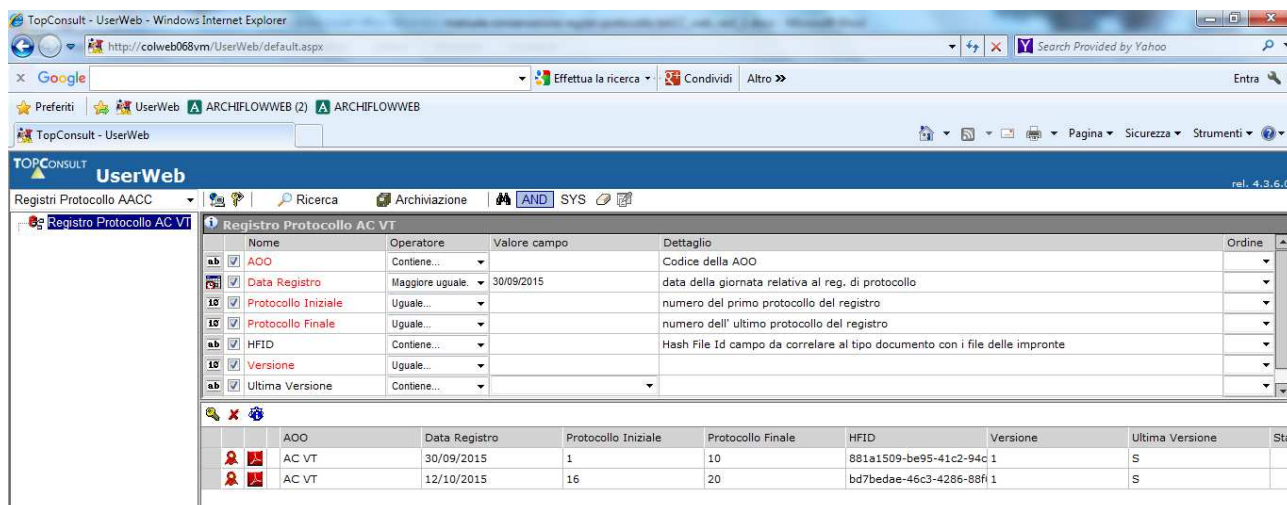 TopConsult - UserWeb - Windows Internet Explorer
http://colweb068vm/UserWeb/default.aspx
Search Provided by Yahoo
x Google Effettua la ricerca Condividi Altro >> Entra
Preferiti UserWeb ARCHIFLOWWEB (2) ARCHIFLOWWEB
TopConsult - UserWeb Pagina Sicurezza Strumenti
TOPCONSULT
UserWeb
rel. 4.3.6.0
Registri Protocollo AACC Ricerca Archiviazione AND SYS
Registro Protocollo AC VT
Registro Protocollo AC VT
Nome Operatore Valore campo Dettaglio Ordine
ab AOO Contiene... Codice della AOO
Data Registro Maggiore uguale. 30/09/2015 data della giornata relativa al reg. di protocollo
10 Protocollo Iniziale Uguale... numero del primo protocollo del registro
10 Protocollo Finale Uguale... numero dell' ultimo protocollo del registro
ab HFID Contiene... Hash File Id campo da correlare al tipo documento con i file delle impronte
10 Versione Uguale...
ab Ultima Versione Contiene...
AOO Data Registro Protocollo Iniziale Protocollo Finale HFID Versione Ultima Versione Sta
AC VT 30/09/2015 1 10 881a1509-be95-41c2-94c 1 S
AC VT 12/10/2015 16 20 bd7bedae-46c3-4286-88f 1 S